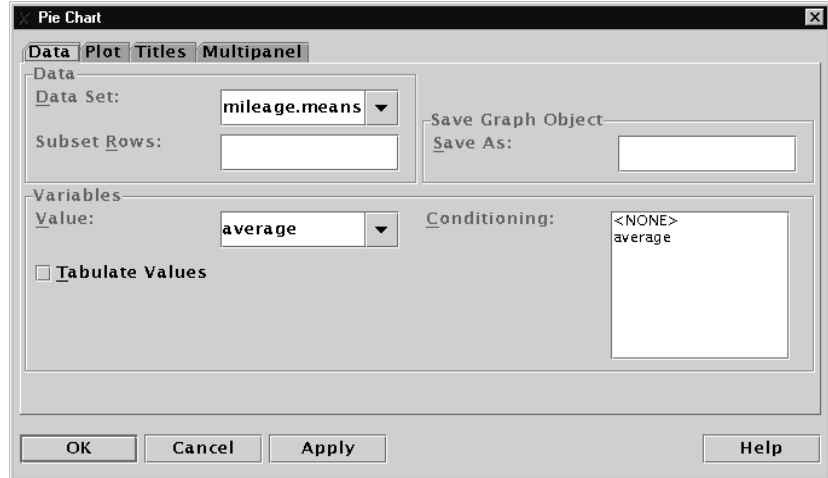 Pie Chart
Data Plot Titles Multipanel
Data
Data Set:
mileage.means
Subset Rows:
Save Graph Object
Save As:
Variables
Value:
average
Conditioning:
<NONE>
average
Tabulate Values
OK Cancel Apply Help